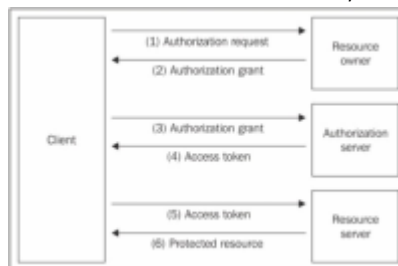 (1) Authorization request
Resource
owner
(2) Authorization grant
Client
(3) Authorization grant
Authorization
server
(4) Access token
(5) Access token
Resource
server
(6) Protected resource